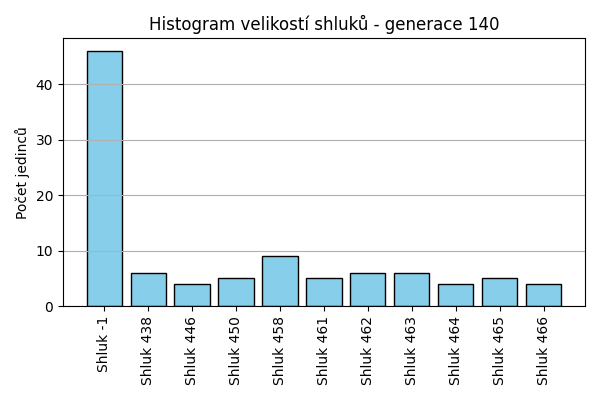 Histogram velikostí shluků - generace 140
Počet jedinců
40
30
20
10
0
Shluk -1
Shluk 438
Shluk 446
Shluk 450
Shluk 458
Shluk 461
Shluk 462
Shluk 463
Shluk 464
Shluk 465
Shluk 466